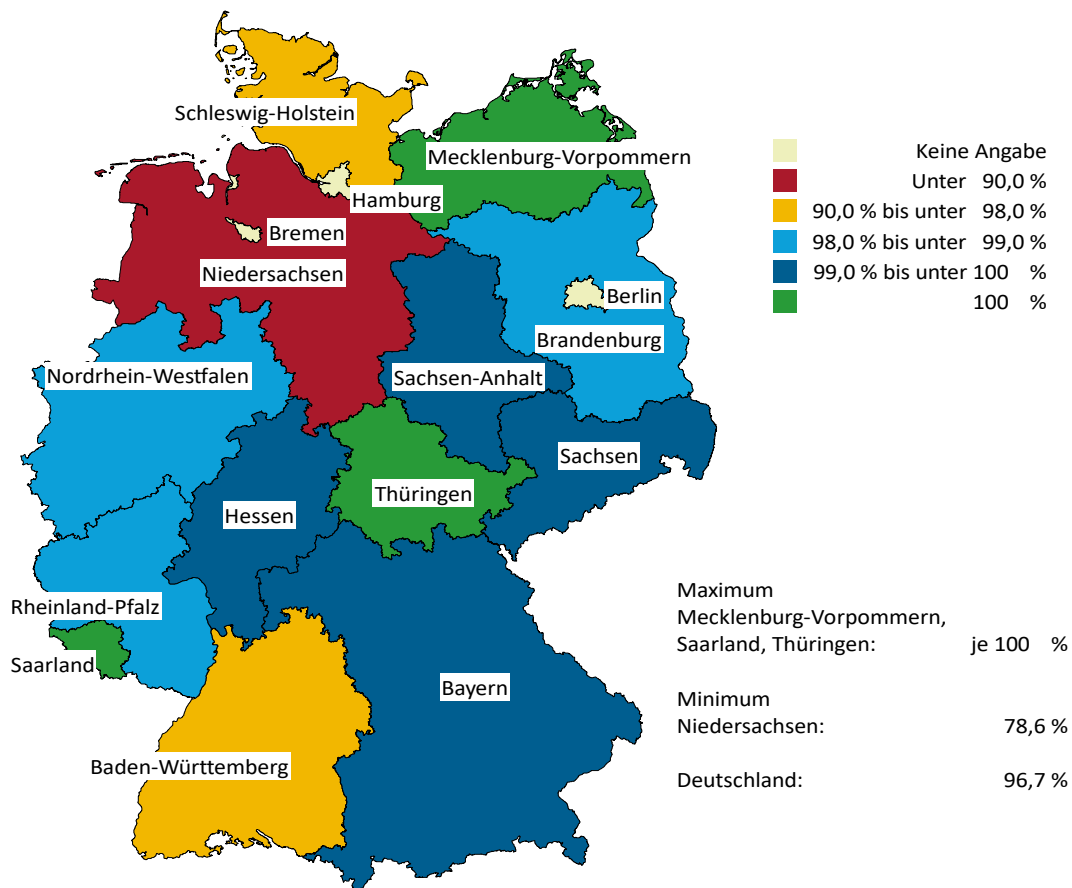 Schleswig-Holstein
Mecklenburg-Vorpommern
Hamburg
Bremen
Niedersachsen
Berlin
Brandenburg
Nordrhein-Westfalen
Sachsen-Anhalt
Sachsen
Thüringen
Hessen
Rheinland-Pfalz
Saarland
Bayern
Baden-Württemberg
Keine Angabe
Unter 90,0 %
90,0 % bis unter 98,0 %
98,0 % bis unter 99,0 %
99,0 % bis unter 100 %
100 %
Maximum
Mecklenburg-Vorpommern,
Saarland, Thüringen: je 100 %
Minimum
Niedersachsen: 78,6 %
Deutschland: 96,7 %